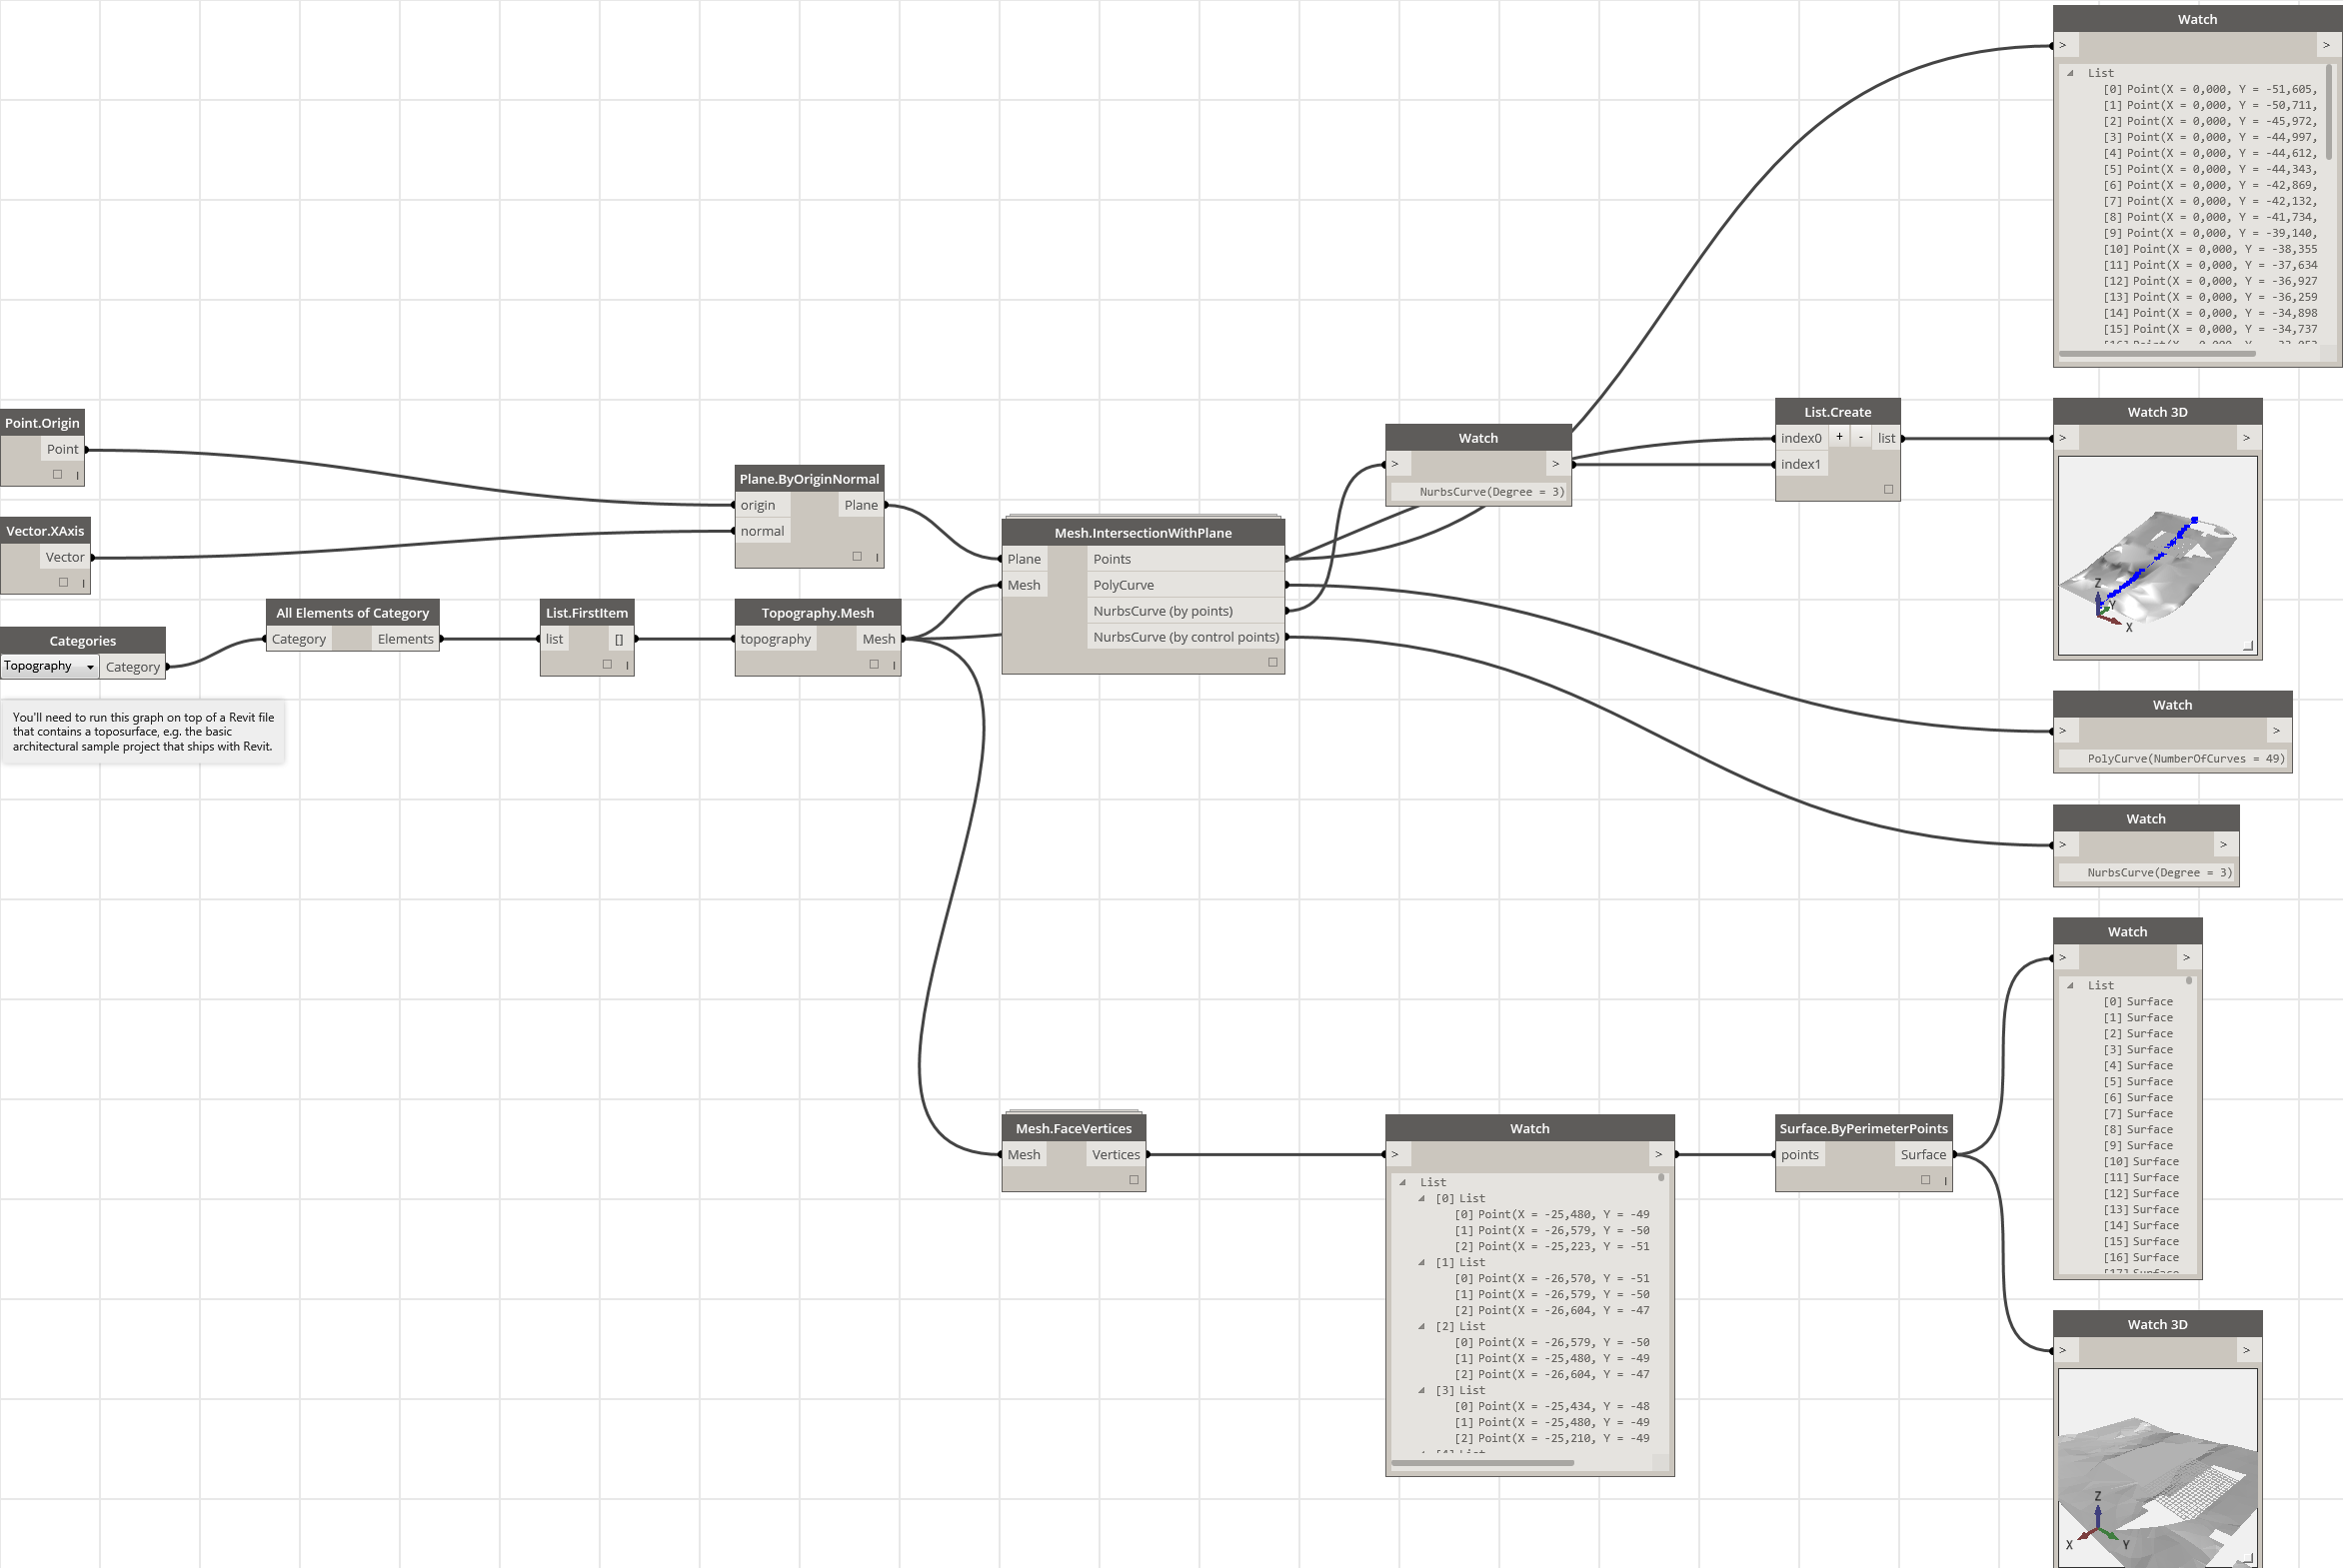 Watch
>
>
List
[0] Point(X = 0,000, Y = -51,605,
[1] Point(X = 0,000, Y = -50,711,
[2] Point(X = 0,000, Y = -45,972,
[3] Point(X = 0,000, Y = -44,997,
[4] Point(X = 0,000, Y = -44,612,
[5] Point(X = 0,000, Y = -44,343,
[6] Point(X = 0,000, Y = -42,869,
[7] Point(X = 0,000, Y = -42,132,
[8] Point(X = 0,000, Y = -41,734,
[9] Point(X = 0,000, Y = -39,140,
[10] Point(X = 0,000, Y = -38,355
[11] Point(X = 0,000, Y = -37,634
[12] Point(X = 0,000, Y = -36,927
[13] Point(X = 0,000, Y = -36,259
[14] Point(X = 0,000, Y = -34,898
[15] Point(X = 0,000, Y = -34,737
Point.Origin
Point
I
Vector.XAxis
Vector
I
Categories
Topography
Category
You'll need to run this graph on top of a Revit file
that contains a toposurface, e.g. the basic
architectural sample project that ships with Revit.
All Elements of Category
Category Elements
List.FirstItem
list []
I
Plane.ByOriginNormal
origin Plane
normal
I
Topography.Mesh
topography Mesh
I
Mesh.IntersectionWithPlane
Plane Points
Mesh PolyCurve
NurbsCurve (by points)
NurbsCurve (by control points)
Watch
> >
NurbsCurve(Degree = 3)
List.Create
index0 + - list
index1
Watch 3D
> >
Z
Y
X
Watch
> >
PolyCurve(NumberOfCurves = 49)
Watch
> >
NurbsCurve(Degree = 3)
Mesh.FaceVertices
Mesh Vertices
Watch
> >
List
[0] List
[0] Point(X = -25,480, Y = -49
[1] Point(X = -26,579, Y = -50
[2] Point(X = -25,223, Y = -51
[1] List
[0] Point(X = -26,570, Y = -51
[1] Point(X = -26,579, Y = -50
[2] Point(X = -26,604, Y = -47
[2] List
[0] Point(X = -26,579, Y = -50
[1] Point(X = -25,480, Y = -49
[2] Point(X = -26,604, Y = -47
[3] List
[0] Point(X = -25,434, Y = -48
[1] Point(X = -25,480, Y = -49
[2] Point(X = -25,210, Y = -49
Surface.ByPerimeterPoints
points Surface
I
Watch
> >
List
[0] Surface
[1] Surface
[2] Surface
[3] Surface
[4] Surface
[5] Surface
[6] Surface
[7] Surface
[8] Surface
[9] Surface
[10] Surface
[11] Surface
[12] Surface
[13] Surface
[14] Surface
[15] Surface
[16] Surface
Watch 3D
> >
Z
X
Y